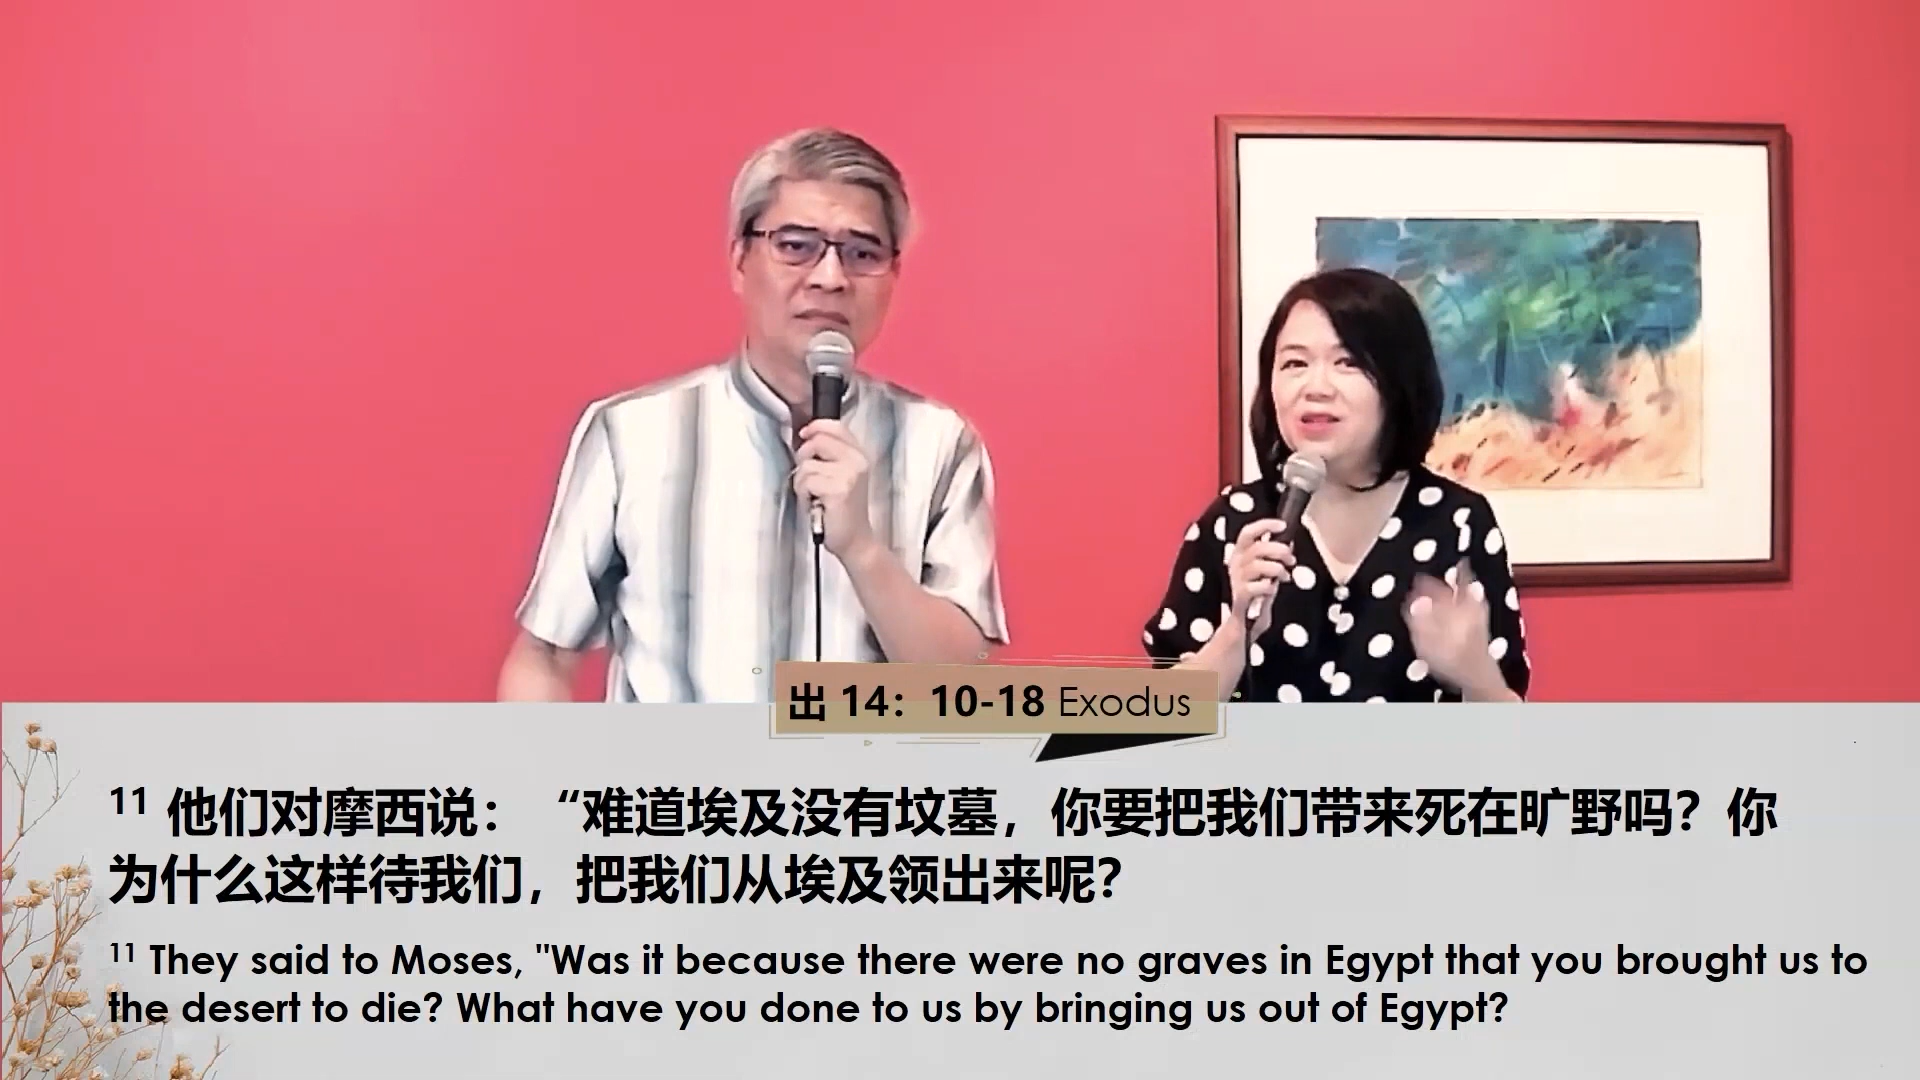 出 14：10-18 Exodus
11 他们对摩西说：“难道埃及没有坟墓，你要把我们带来死在旷野吗？你
为什么这样待我们，把我们从埃及领出来呢？
11 They said to Moses, "Was it because there were no graves in Egypt that you brought us to
the desert to die? What have you done to us by bringing us out of Egypt?